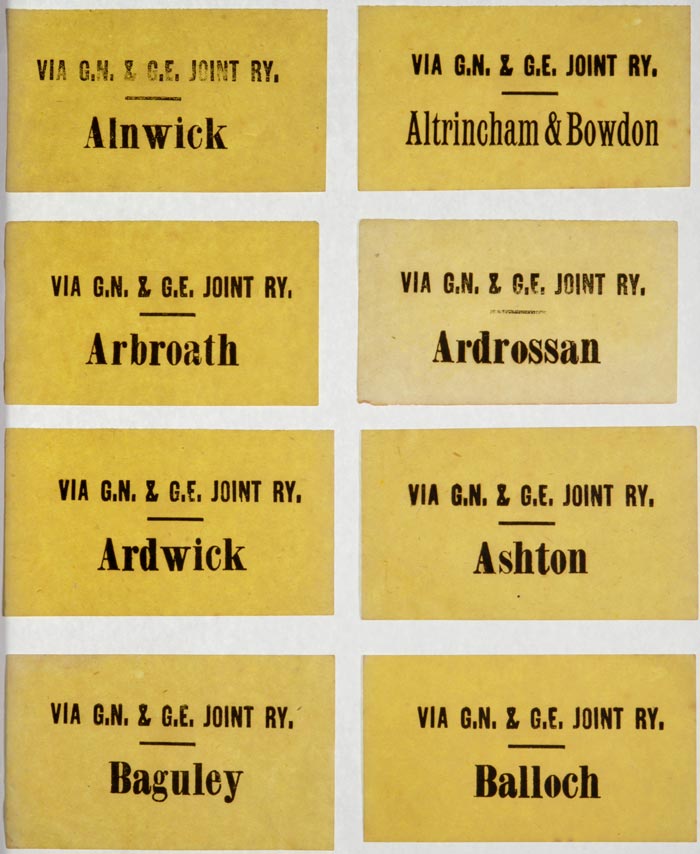 VIA G.N. & G.E. JOINT RY.
Alnwick
VIA G.N. & G.E. JOINT RY.
Altrincham & Bowdon
VIA G.N. & G.E. JOINT RY.
Arbroath
VIA G.N. & G.E. JOINT RY.
Ardrossan
VIA G.N. & G.E. JOINT RY.
Ardwick
VIA G.N. & G.E. JOINT RY.
Ashton
VIA G.N. & G.E. JOINT RY.
Baguley
VIA G.N. & G.E. JOINT RY.
Balloch